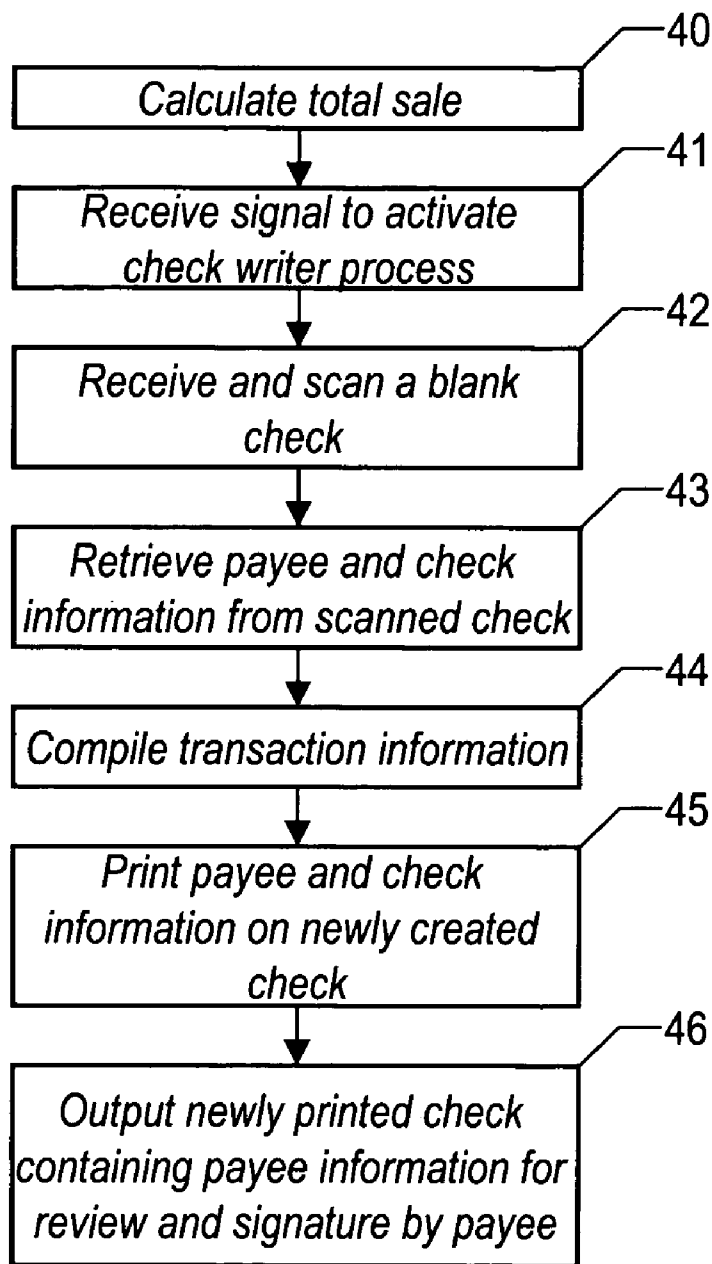 40
Calculate total sale
41
Receive signal to activate
check writer process
42
Receive and scan a blank
check
43
Retrieve payee and check
information from scanned check
44
Compile transaction information
45
Print payee and check
information on newly created
check
46
Output newly printed check
containing payee information for
review and signature by payee